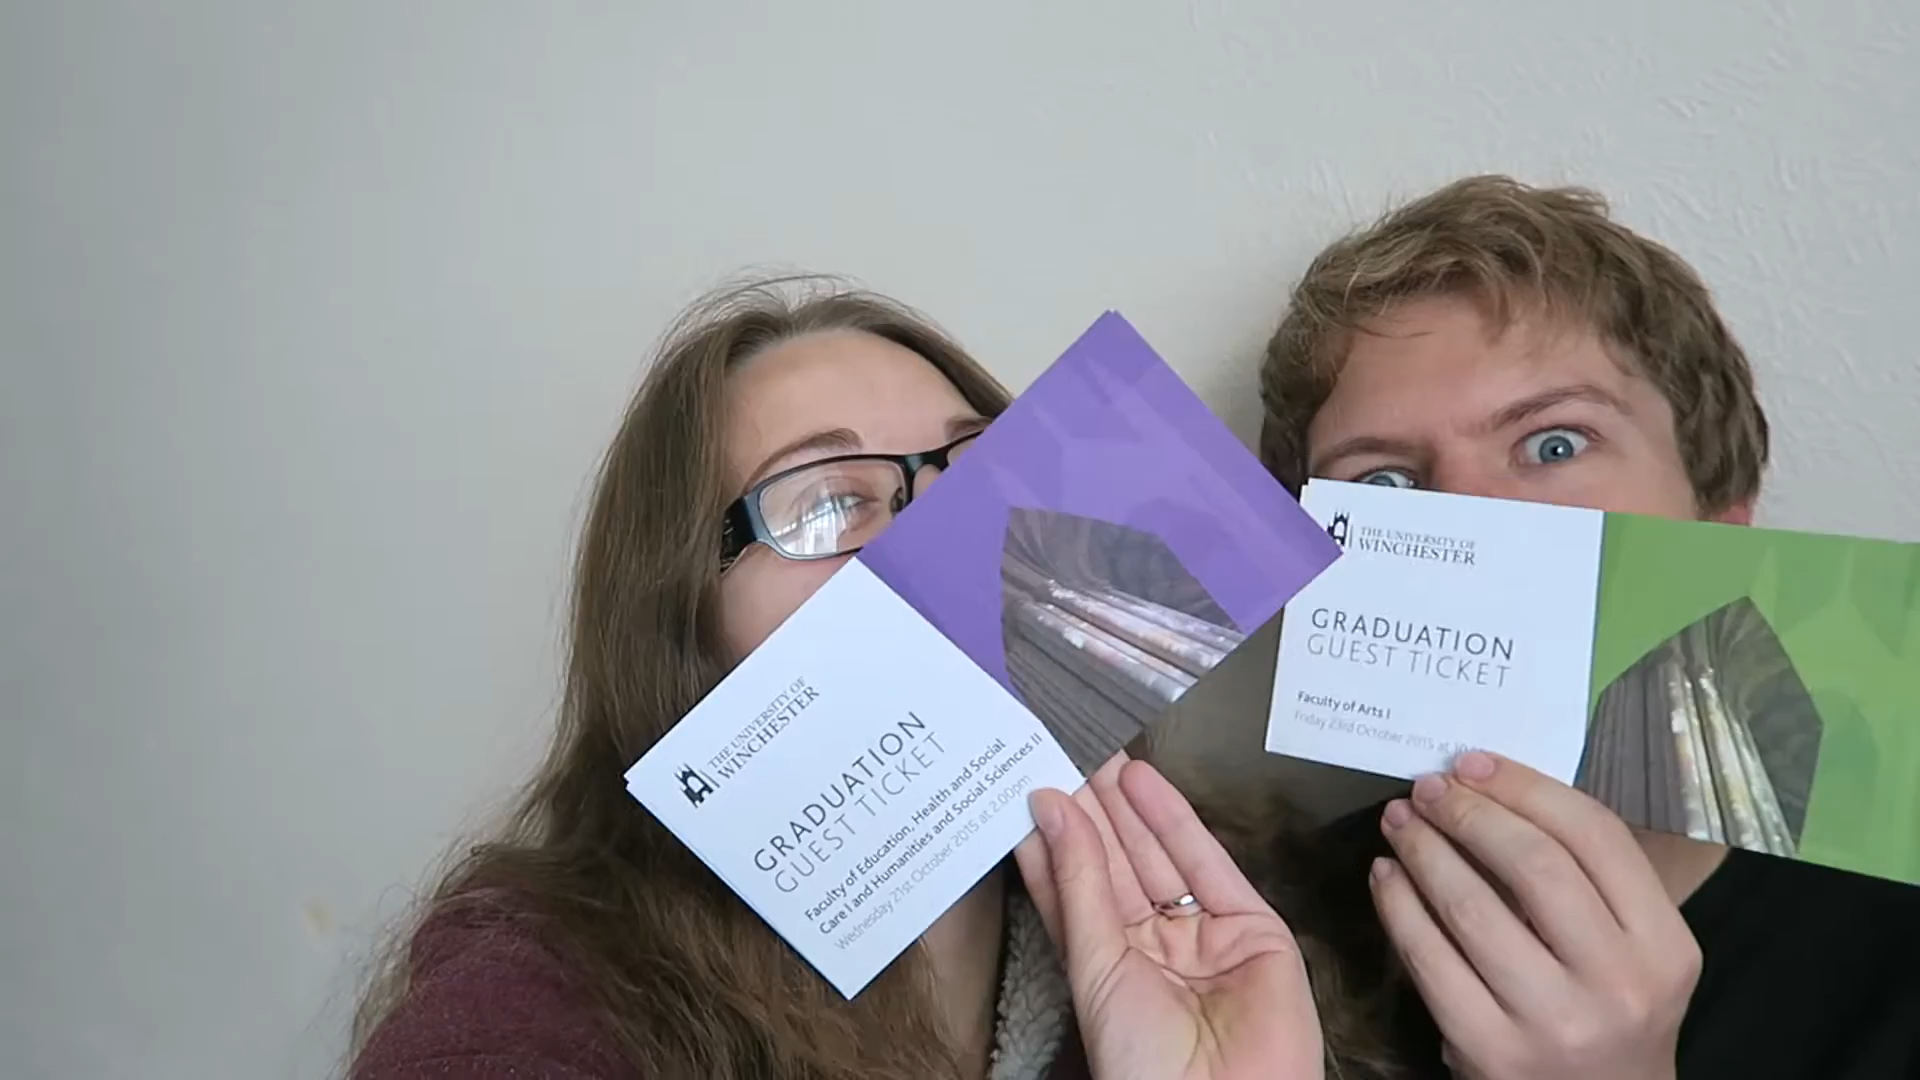 THE UNIVERSITY OF
WINCHESTER
GRADUATION
GUEST TICKET
Faculty of Education, Health and Social
Care I and Humanities and Social Sciences II
Wednesday 21st October 2015 at 2.00pm
THE UNIVERSITY OF
WINCHESTER
GRADUATION
GUEST TICKET
Faculty of Arts I
Friday 23rd October 2015 at